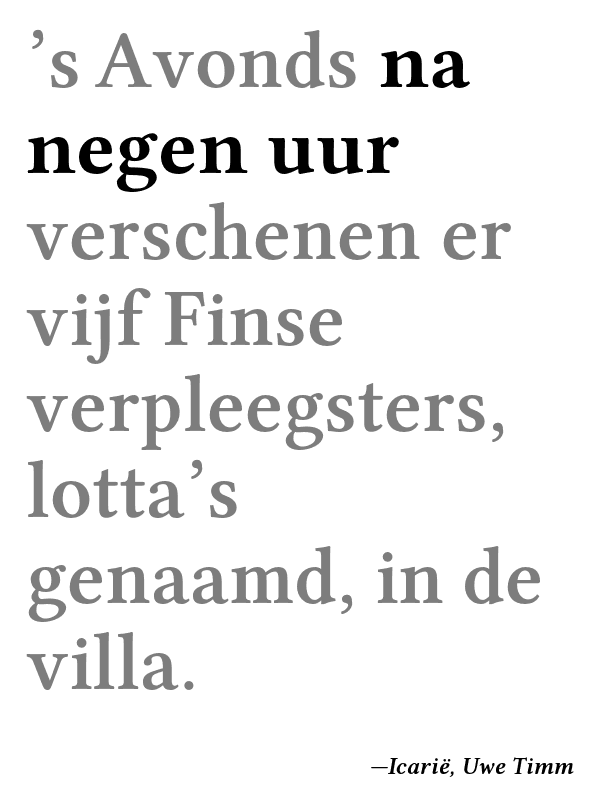 ’s Avonds na
negen uur
verschenen er
vijf Finse
verpleegsters,
lotta’s
genaamd, in de
villa.
—Icarië, Uwe Timm